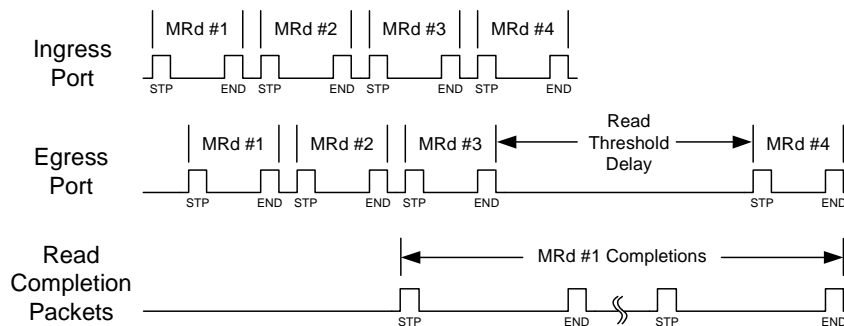 MRd #1 MRd #2 MRd #3 MRd #4
Ingress
Port
STP END STP END STP END STP END
MRd #1 MRd #2 MRd #3 Read
Threshold
Delay MRd #4
Egress
Port
STP END STP END STP END STP END
Read
Completion
Packets
MRd #1 Completions
STP END STP END